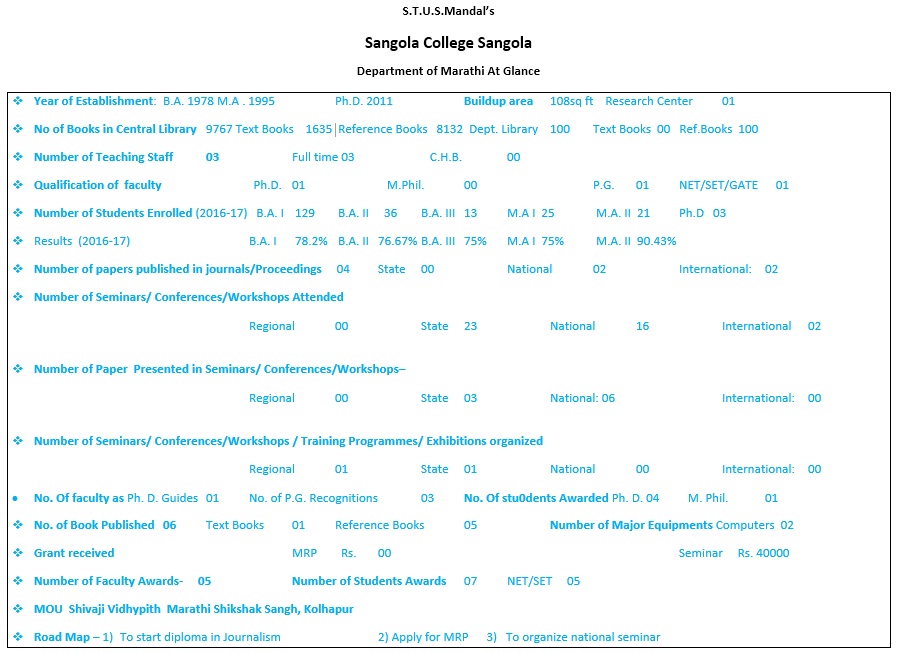 S.T.U.S.Mandal's
Sangola College Sangola
Department of Marathi At Glance
❖ Year of Establishment: B.A. 1978 M.A . 1995 Ph.D. 2011 Buildup area 108sq ft Research Center 01
❖ No of Books in Central Library 9767 Text Books 1635 Reference Books 8132 Dept. Library 100 Text Books 00 Ref.Books 100
❖ Number of Teaching Staff 03 Full time 03 C.H.B. 00
❖ Qualification of faculty Ph.D. 01 M.Phil. 00 P.G. 01 NET/SET/GATE 01
❖ Number of Students Enrolled (2016-17) B.A. I 129 B.A. II 36 B.A. III 13 M.A I 25 M.A. II 21 Ph.D 03
❖ Results (2016-17) B.A. I 78.2% B.A. II 76.67% B.A. III 75% M.A I 75% M.A. II 90.43%
❖ Number of papers published in journals/Proceedings 04 State 00 National 02 International: 02
❖ Number of Seminars/ Conferences/Workshops Attended
Regional 00 State 23 National 16 International 02
❖ Number of Paper Presented in Seminars/ Conferences/Workshops–
Regional 00 State 03 National: 06 International: 00
❖ Number of Seminars/ Conferences/Workshops / Training Programmes/ Exhibitions organized
Regional 01 State 01 National 00 International: 00
• No. Of faculty as Ph. D. Guides 01 No. of P.G. Recognitions 03 No. Of stu0dents Awarded Ph. D. 04 M. Phil. 01
❖ No. of Book Published 06 Text Books 01 Reference Books 05 Number of Major Equipments Computers 02
❖ Grant received MRP Rs. 00 Seminar Rs. 40000
❖ Number of Faculty Awards- 05 Number of Students Awards 07 NET/SET 05
❖ MOU Shivaji Vidhypith Marathi Shikshak Sangh, Kolhapur
❖ Road Map – 1) To start diploma in Journalism 2) Apply for MRP 3) To organize national seminar